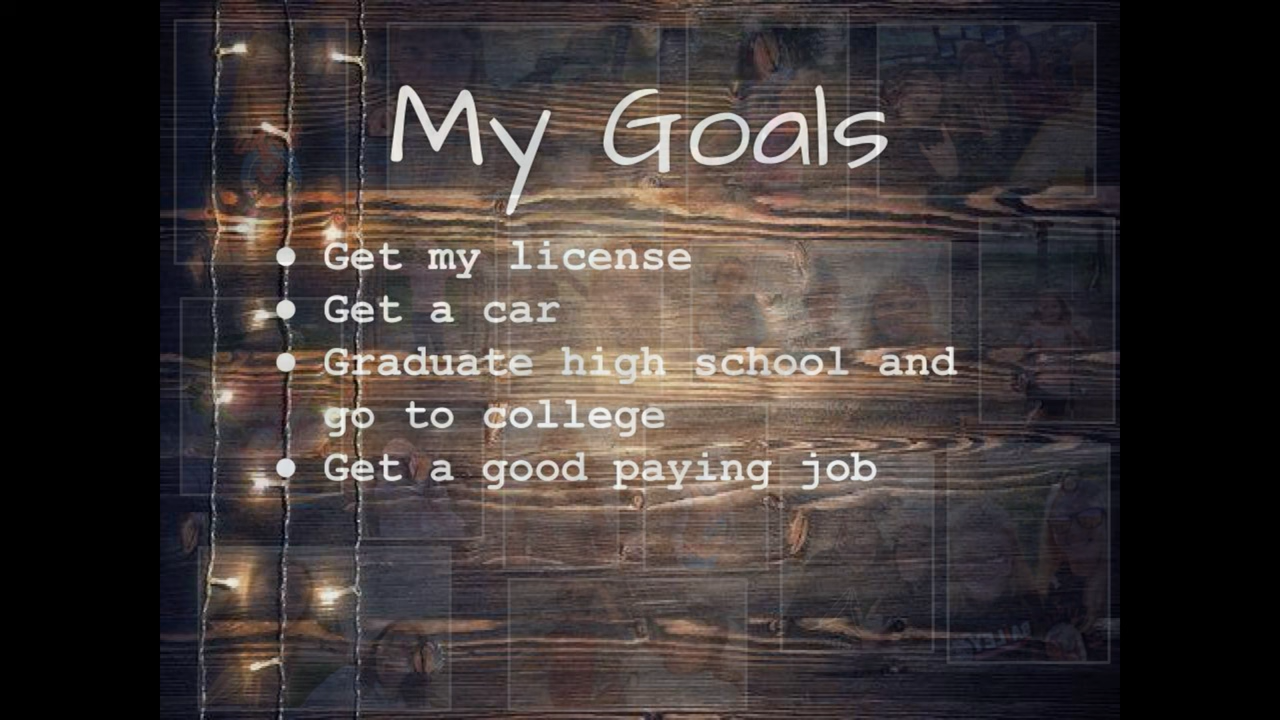 My Goals
● Get my license
● Get a car
● Graduate high school and
go to college
● Get a good paying job